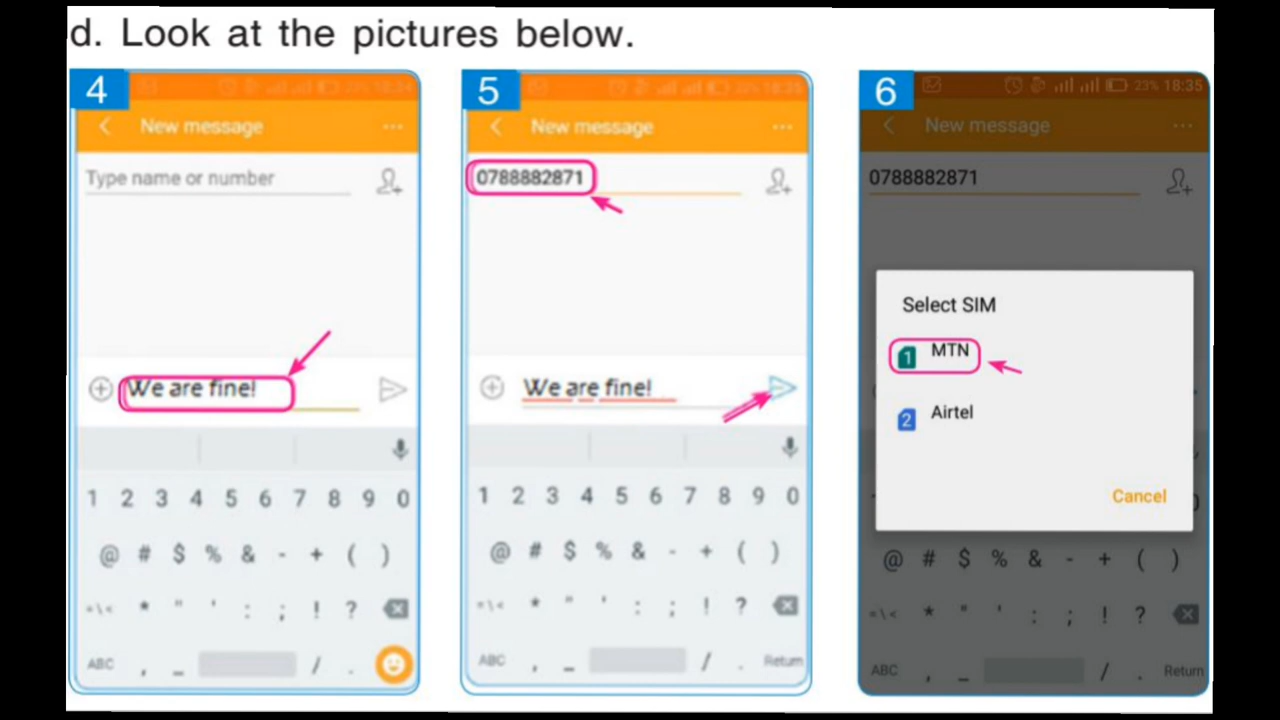 d. Look at the pictures below.
4
New message
Type name or number
We are fine!
1 2 3 4 5 6 7 8 9 0
@ # $ % & - + ( )
=\< * " ' : ; ! ?
ABC , _ / .
5
New message
0788882871
We are fine!
1 2 3 4 5 6 7 8 9 0
@ # $ % & - + ( )
=\< * " ' : ; ! ?
ABC , _ / . Return
6
23% 18:35
New message
0788882871
Select SIM
1 MTN
2 Airtel
Cancel
@ # $ % & - + ( )
=\< * " ' : ; ! ?
ABC , _ / . Return